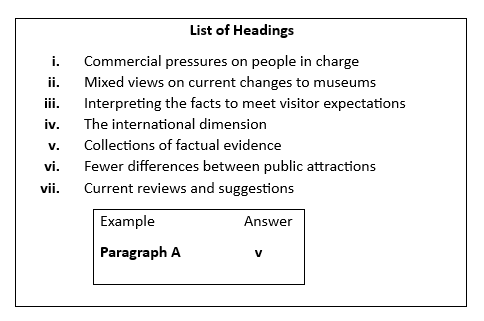 List of Headings
i. Commercial pressures on people in charge
ii. Mixed views on current changes to museums
iii. Interpreting the facts to meet visitor expectations
iv. The international dimension
v. Collections of factual evidence
vi. Fewer differences between public attractions
vii. Current reviews and suggestions
Example Answer
Paragraph A v